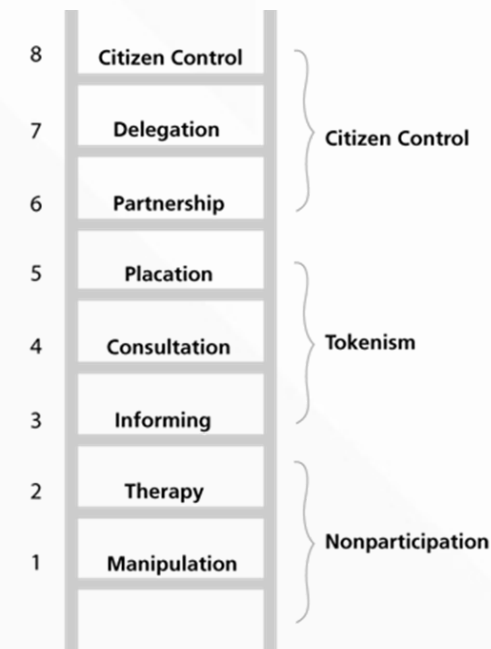 8 Citizen Control
7 Delegation
Citizen Control
6 Partnership
5 Placation
4 Consultation
Tokenism
3 Informing
2 Therapy
1 Manipulation
Nonparticipation